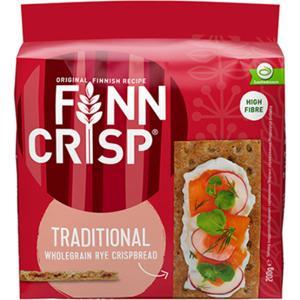 ORIGINAL FINNISH RECIPE
FINN
CRISP®
HIGH
FIBRE
TRADITIONAL
WHOLEGRAIN RYE CRISPBREAD
200g